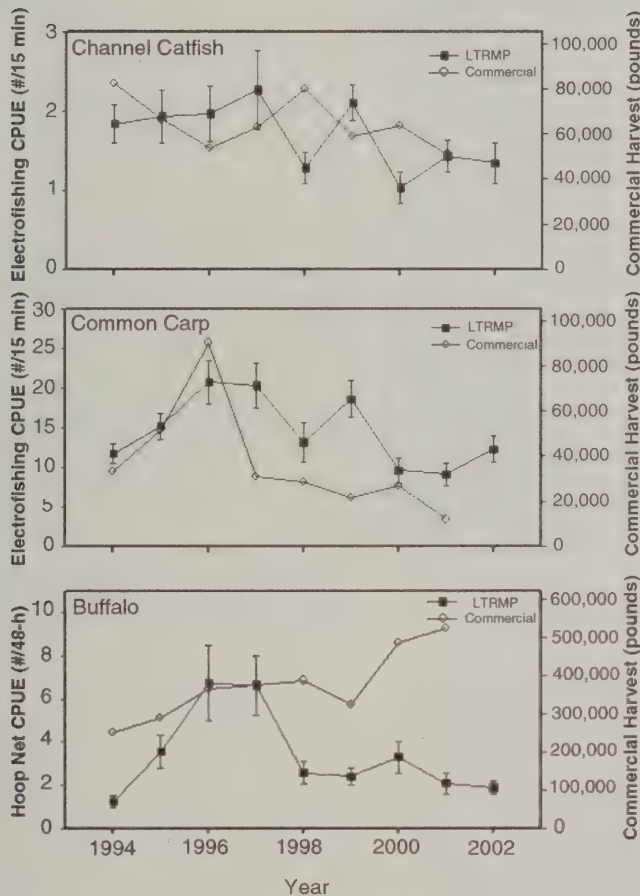 Channel Catfish
LTRMP
Commercial
Electrofishing CPUE (#/15 min)
3
2
1
0
Commercial Harvest (pounds)
100,000
80,000
60,000
40,000
20,000
0
Common Carp
LTRMP
Commercial
Electrofishing CPUE (#/15 min)
30
25
20
15
10
5
0
Commercial Harvest (pounds)
100,000
80,000
60,000
40,000
20,000
0
Buffalo
LTRMP
Commercial
Hoop Net CPUE (#/48-h)
10
8
6
4
2
0
Commercial Harvest (pounds)
600,000
500,000
400,000
300,000
200,000
100,000
0
1994 1996 1998 2000 2002
Year